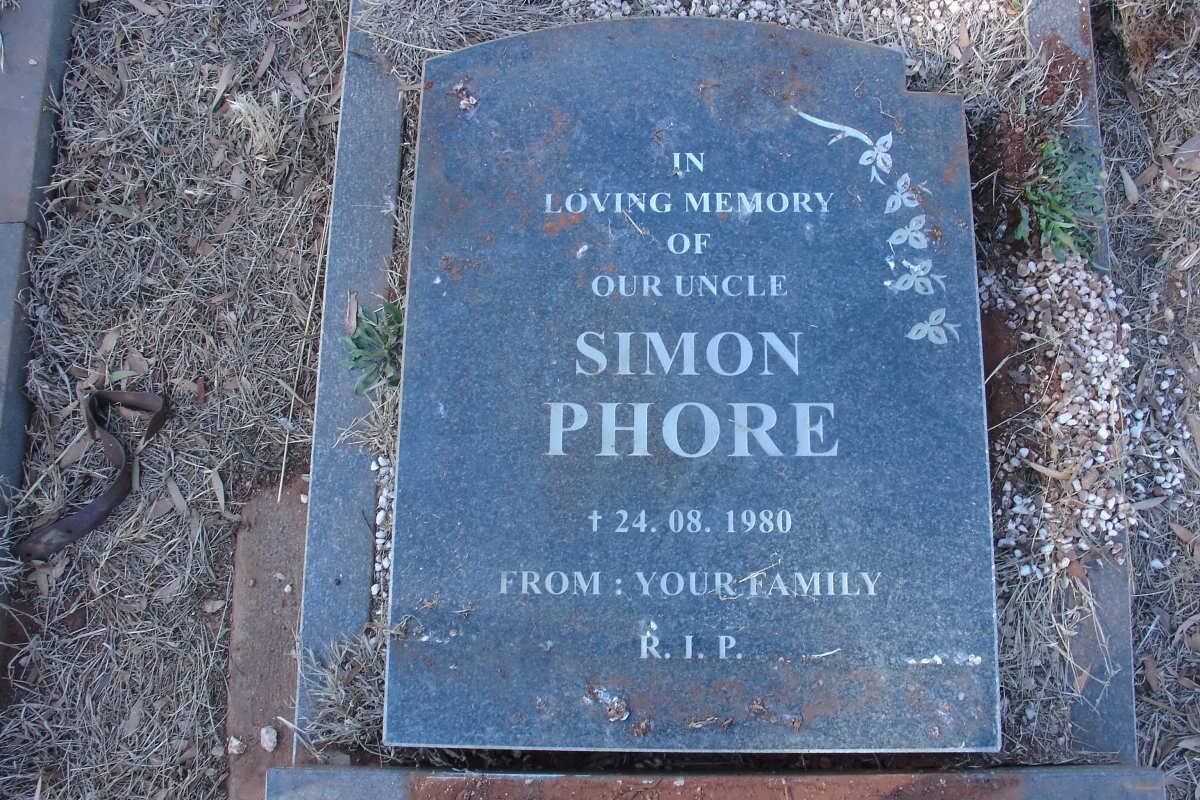 IN
LOVING MEMORY
OF
OUR UNCLE
SIMON
PHORE
† 24. 08. 1980
FROM : YOUR FAMILY
R. I. P.